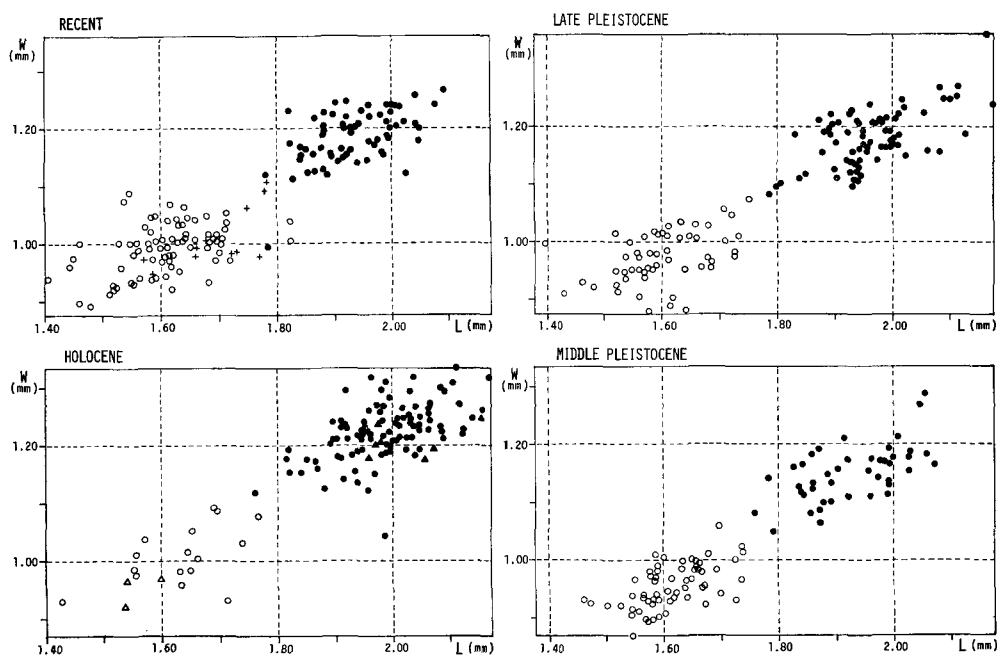 RECENT
W
(mm)
1.20
1.00
1.40
1.60
1.80
2.00
L (mm)
LATE PLEISTOCENE
W
(mm)
1.20
1.00
1.40
1.60
1.80
2.00
L (mm)
HOLOCENE
W
(mm)
1.20
1.00
1.40
1.60
1.80
2.00
L (mm)
MIDDLE PLEISTOCENE
W
(mm)
1.20
1.00
1.40
1.60
1.80
2.00
L (mm)